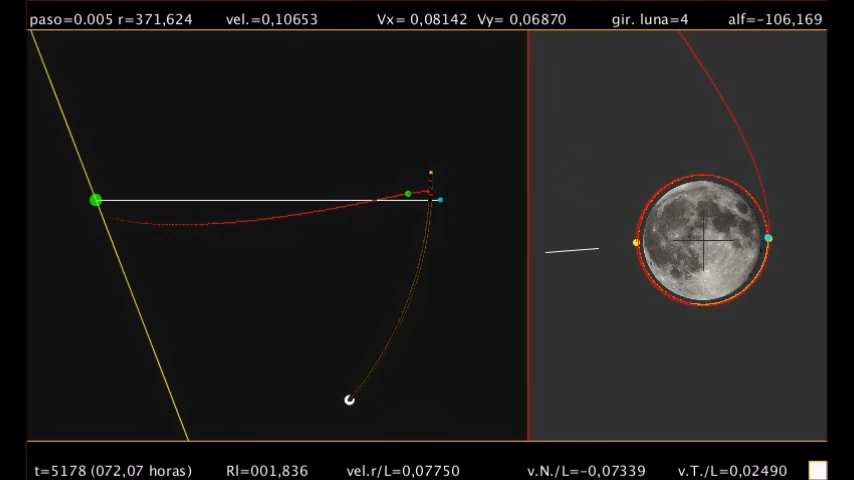 paso=0.005 r=371,624 vel.=0,10653 Vx= 0,08142 Vy= 0,06870 gir. luna=4 alf=-106,169
t=5178 (072,07 horas) Rl=001,836 vel.r/L=0,07750 v.N./L=-0,07339 v.T./L=0,02490